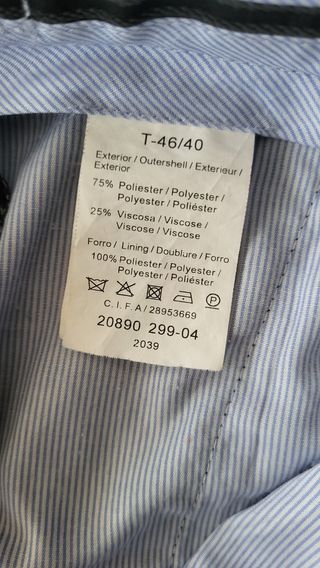 T-46/40
Exterior / Outershell / Exterieur /
Exterior
75% Poliester / Polyester /
Polyester / Poliéster
25% Viscosa / Viscose /
Viscose / Viscose
Forro / Lining / Doublure / Forro
100% Poliester / Polyester /
Polyester / Poliéster
P
C. I. F. A / 28953669
20890 299-04
2039